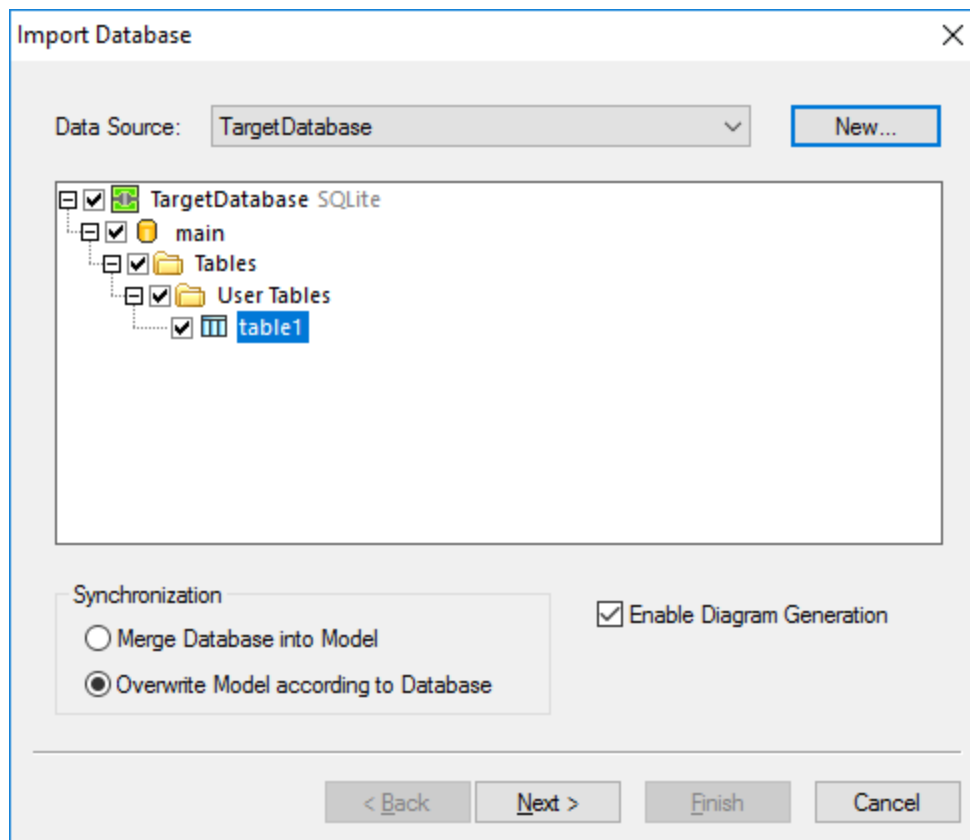 Import Database
Data Source: TargetDatabase New...
TargetDatabase SQLite
main
Tables
User Tables
table1
Synchronization
Merge Database into Model
Overwrite Model according to Database
Enable Diagram Generation
< Back Next > Finish Cancel